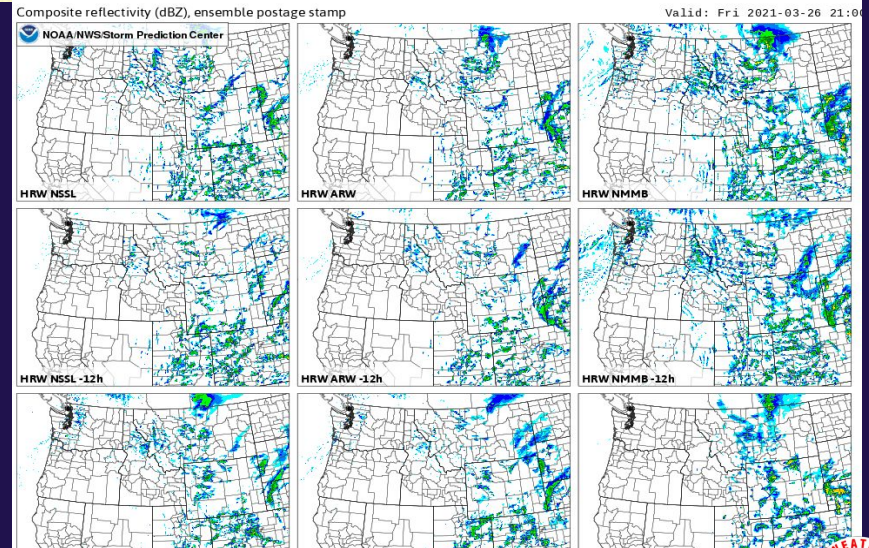 Composite reflectivity (dBZ), ensemble postage stamp
Valid: Fri 2021-03-26 21:00
NOAA/NWS/Storm Prediction Center
HRW NSSL
HRW ARW
HRW NMMB
HRW NSSL -12h
HRW ARW -12h
HRW NMMB -12h